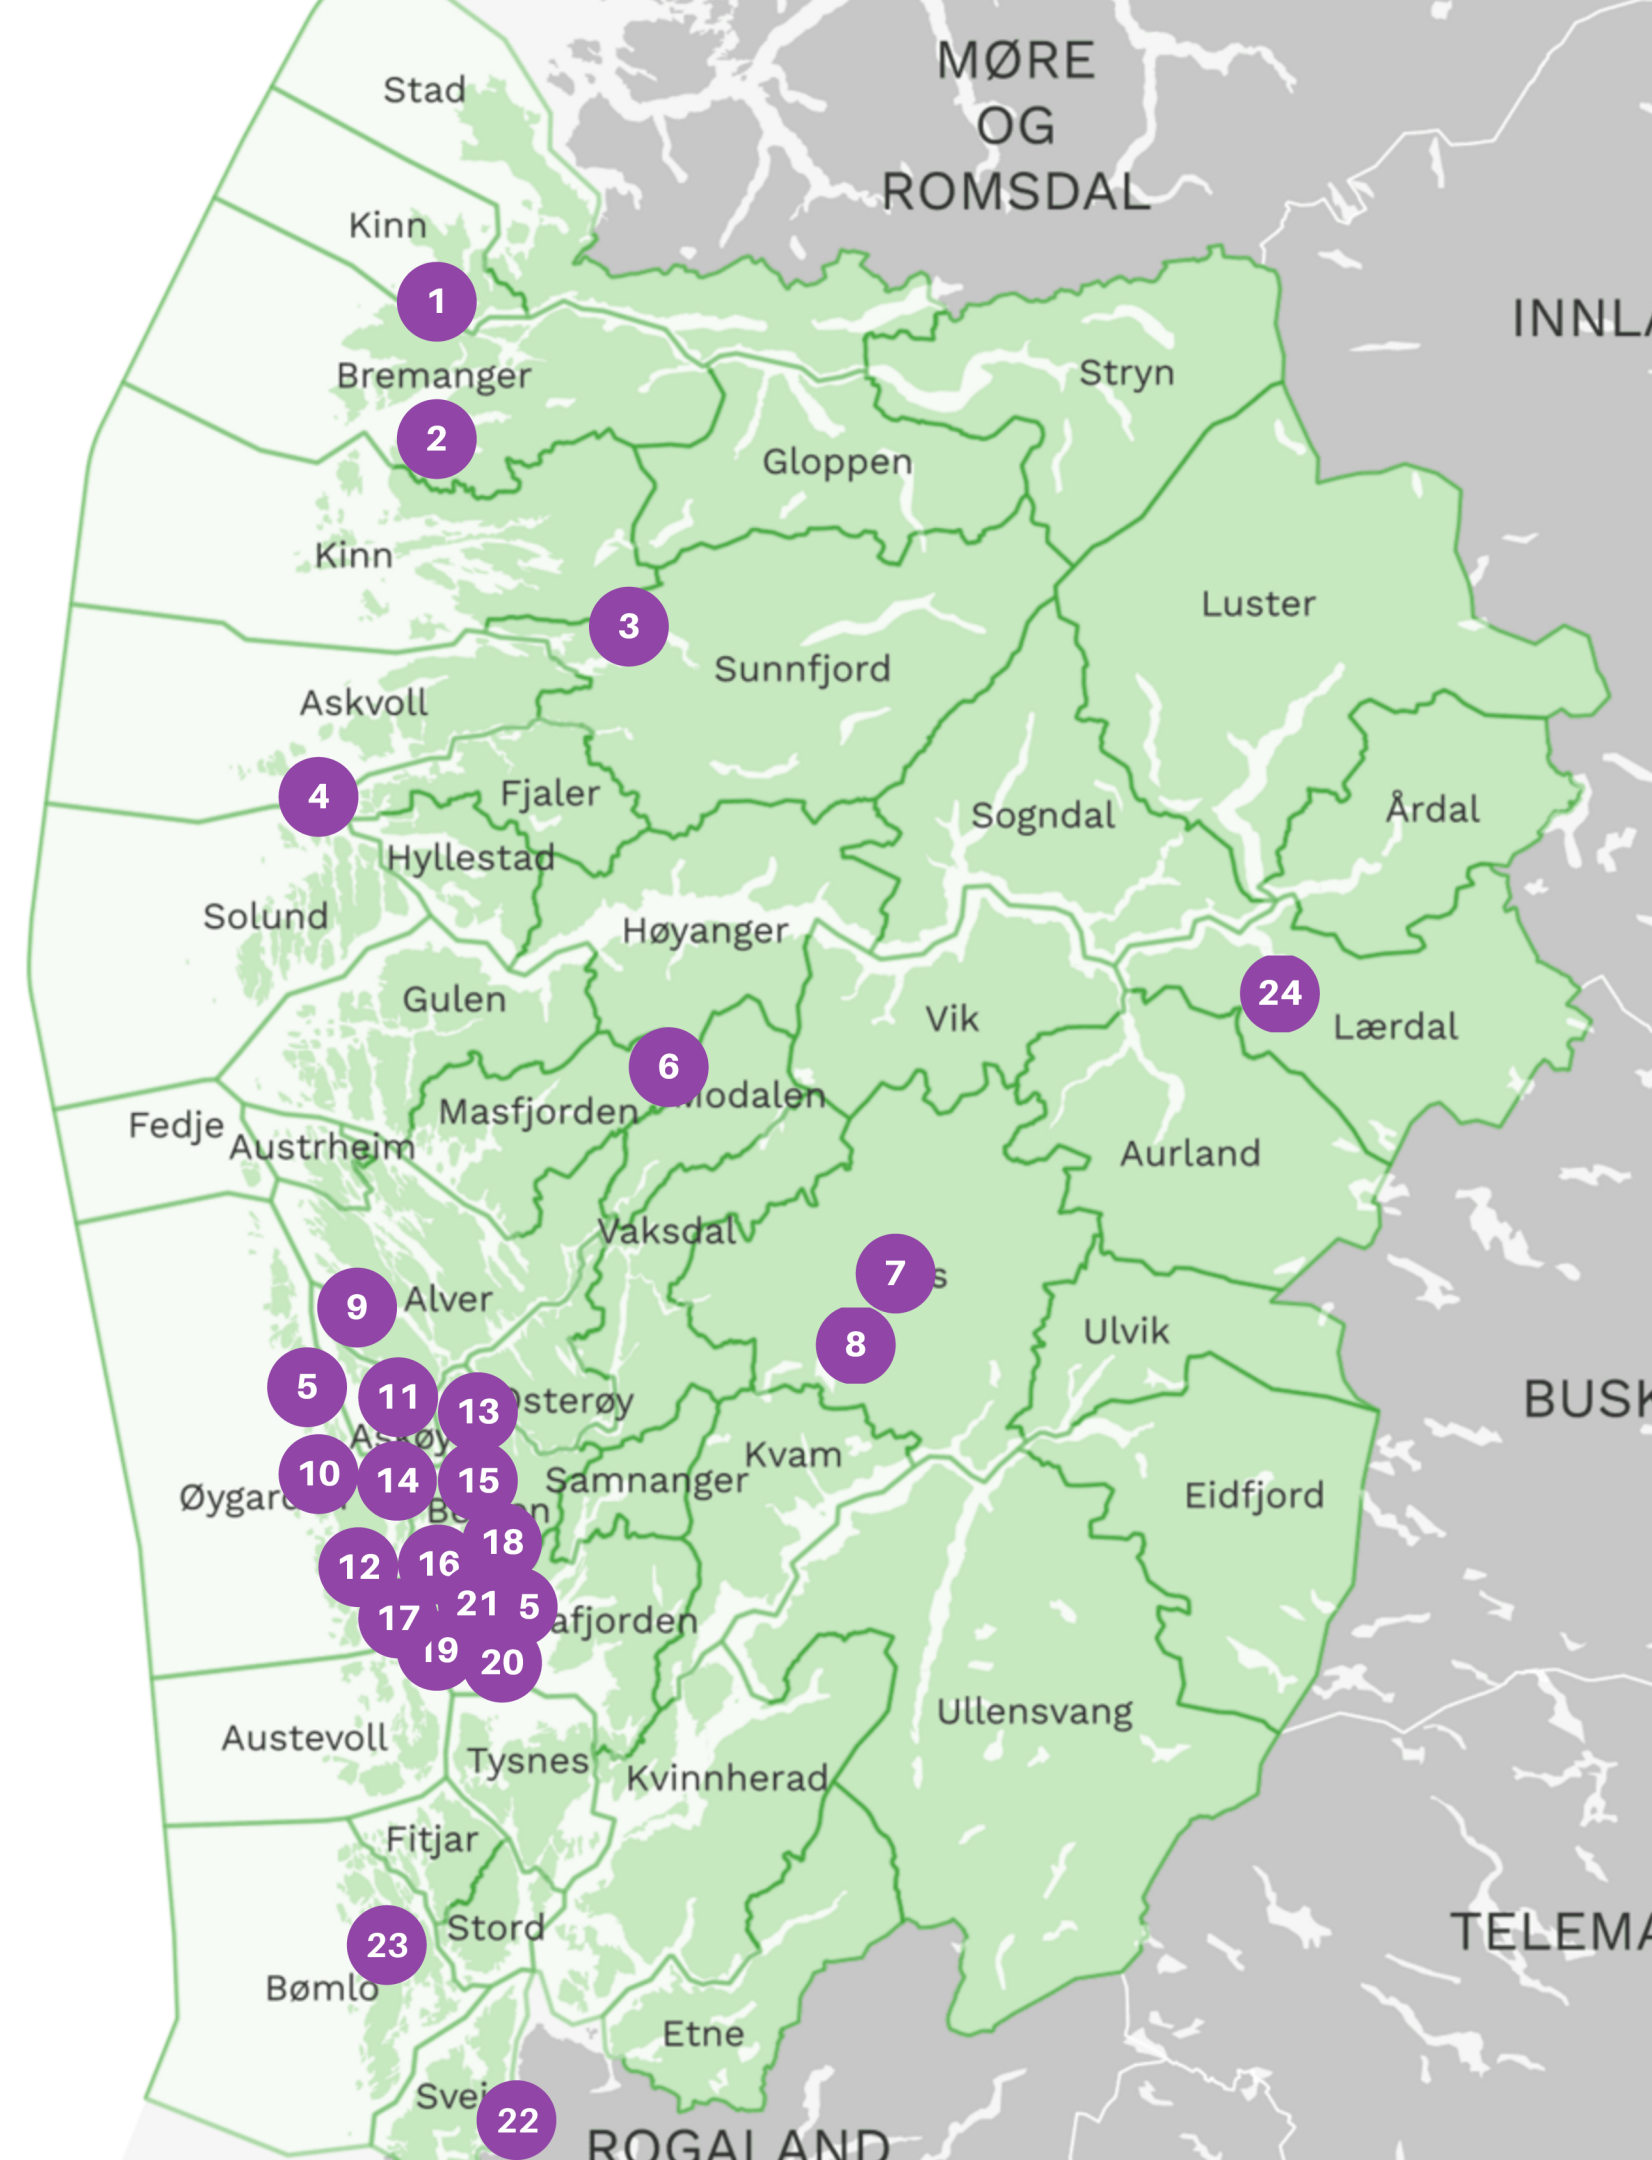 MØRE
OG
ROMSDAL
Stad
Kinn
1
INNLA
Bremanger
Stryn
2
Gloppen
Kinn
Luster
3
Sunnfjord
Askvoll
4
Fjaler
Sogndal
Årdal
Hyllestad
Solund
Høyanger
Gulen
24
Vik
Lærdal
6
Masfjorden
Fedje
Austrheim
Aurland
Vaksdal
7
9
Alver
8
Ulvik
5
11
13
BUSK
Kvam
10
14
15
Samnanger
Eidfjord
18
12
16
21
5
17
19
20
Ullensvang
Austevoll
Tysnes
Kvinnherad
Fitjar
Stord
23
TELEMA
Bømlo
Etne
22
ROGALAND